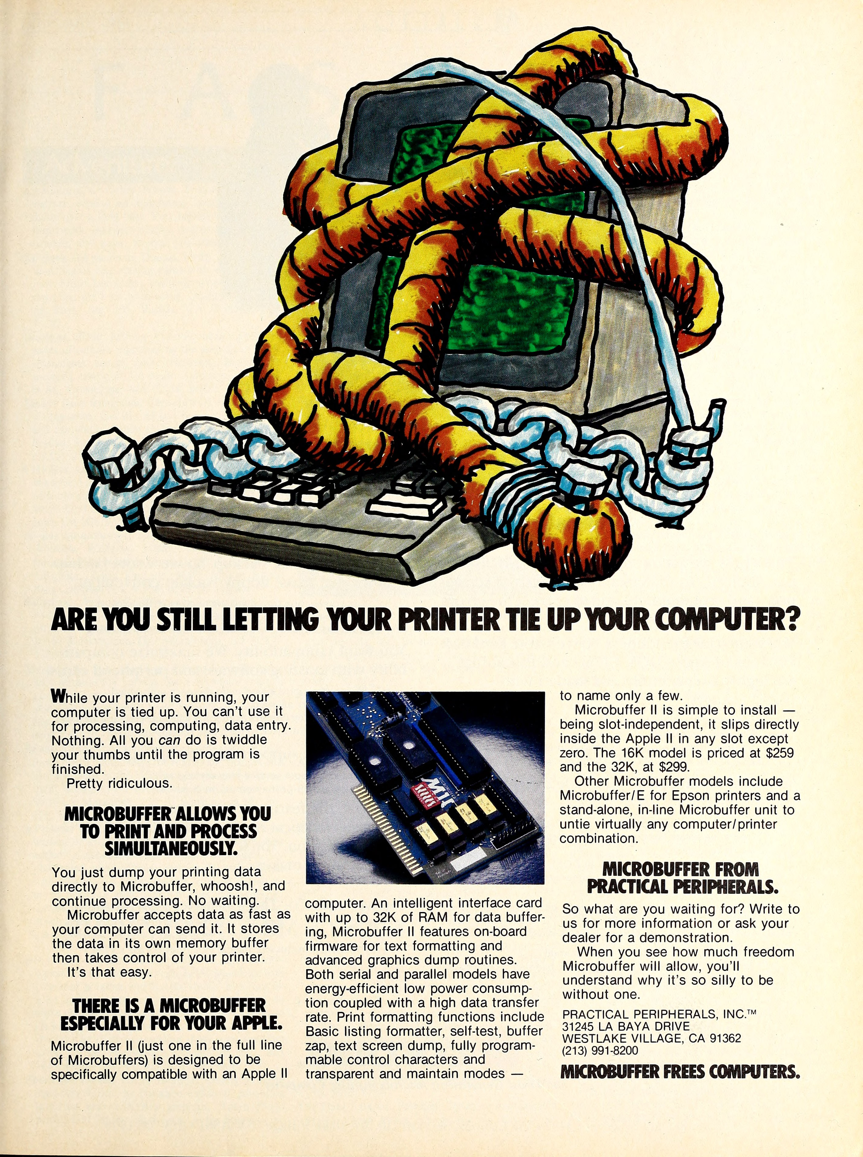 ARE YOU STILL LETTING YOUR PRINTER TIE UP YOUR COMPUTER?
While your printer is running, your
computer is tied up. You can't use it
for processing, computing, data entry.
Nothing. All you can do is twiddle
your thumbs until the program is
finished.
Pretty ridiculous.
MICROBUFFER™ ALLOWS YOU
TO PRINT AND PROCESS
SIMULTANEOUSLY.
You just dump your printing data
directly to Microbuffer, whoosh!, and
continue processing. No waiting.
Microbuffer accepts data as fast as
your computer can send it. It stores
the data in its own memory buffer
then takes control of your printer.
It's that easy.
THERE IS A MICROBUFFER
ESPECIALLY FOR YOUR APPLE.
Microbuffer II (just one in the full line
of Microbuffers) is designed to be
specifically compatible with an Apple II
computer. An intelligent interface card
with up to 32K of RAM for data buffer-
ing, Microbuffer II features on-board
firmware for text formatting and
advanced graphics dump routines.
Both serial and parallel models have
energy-efficient low power consump-
tion coupled with a high data transfer
rate. Print formatting functions include
Basic listing formatter, self-test, buffer
zap, text screen dump, fully program-
mable control characters and
transparent and maintain modes —
to name only a few.
Microbuffer II is simple to install —
being slot-independent, it slips directly
inside the Apple II in any slot except
zero. The 16K model is priced at $259
and the 32K, at $299.
Other Microbuffer models include
Microbuffer/E for Epson printers and a
stand-alone, in-line Microbuffer unit to
untie virtually any computer/printer
combination.
MICROBUFFER FROM
PRACTICAL PERIPHERALS.
So what are you waiting for? Write to
us for more information or ask your
dealer for a demonstration.
When you see how much freedom
Microbuffer will allow, you'll
understand why it's so silly to be
without one.
PRACTICAL PERIPHERALS, INC.™
31245 LA BAYA DRIVE
WESTLAKE VILLAGE, CA 91362
(213) 991-8200
MICROBUFFER FREES COMPUTERS.